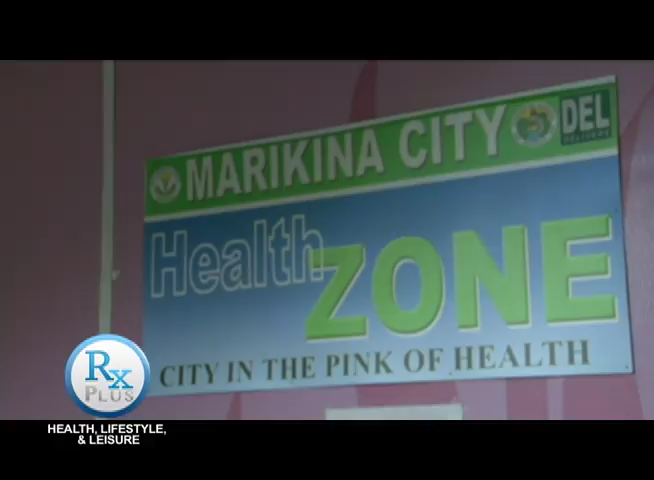 MARIKINA CITY
DEL
Health
ZONE
CITY IN THE PINK OF HEALTH
Rx
PLUS
HEALTH, LIFESTYLE,
& LEISURE